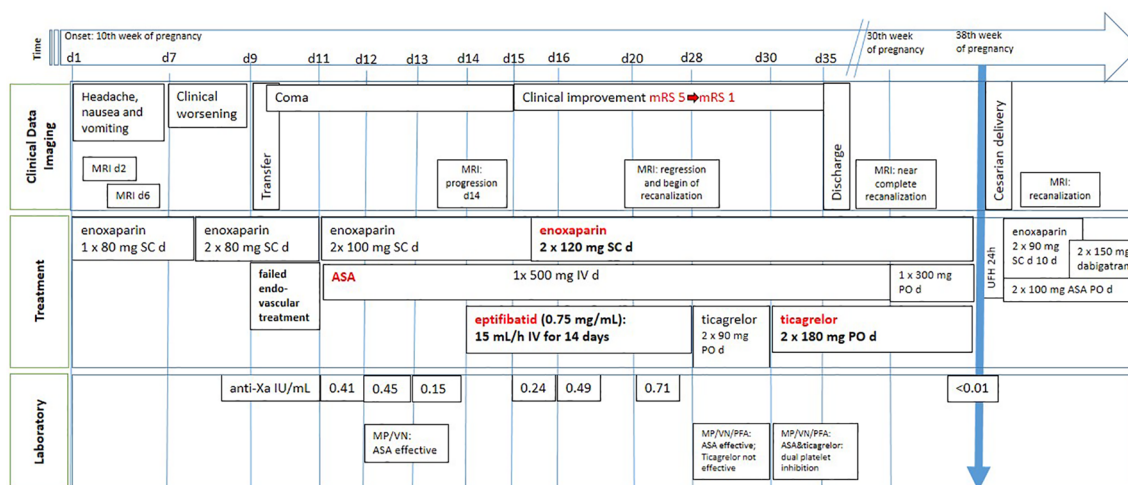 Time
Onset: 10th week of pregnancy
30th week
of pregnancy
38th week
of pregnancy
d1
d7
d9
d11
d12
d13
d14
d15
d16
d20
d28
d30
d35
Clinical Data
Imaging
Headache,
nausea and
vomiting
MRI d2
MRI d6
Clinical
worsening
Transfer
Coma
MRI:
progression
d14
Clinical improvement mRS 5 mRS 1
MRI: regression
and begin of
recanalization
Discharge
MRI: near
complete
recanalization
Cesarian delivery
MRI:
recanalization
Treatment
enoxaparin
1 x 80 mg SC d
enoxaparin
2 x 80 mg SC d
enoxaparin
2x 100 mg SC d
enoxaparin
2 x 120 mg SC d
failed
endo-
vascular
treatment
ASA
1x 500 mg IV d
1 x 300 mg
PO d
eptifibatid (0.75 mg/mL):
15 mL/h IV for 14 days
ticagrelor
2 x 90 mg
PO d
ticagrelor
2 x 180 mg PO d
UFH 24h
enoxaparin
2 x 90 mg
SC d 10 d
2 x 150 mg
dabigatran
2 x 100 mg ASA PO d
Laboratory
anti-Xa IU/mL
0.41
0.45
0.15
0.24
0.49
0.71
<0.01
MP/VN:
ASA effective
MP/VN/PFA:
ASA effective;
Ticagrelor not
effective
MP/VN/PFA:
ASA&ticagrelor:
dual platelet
inhibition